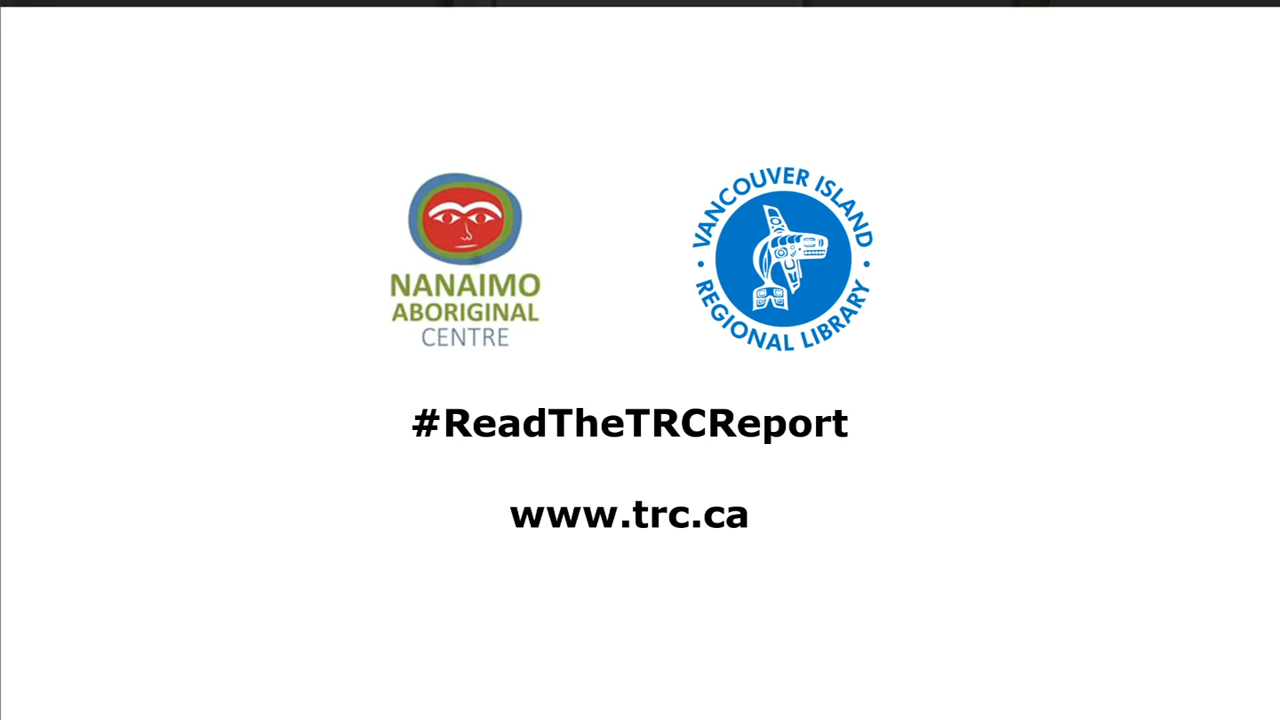 NANAIMO
ABORIGINAL
CENTRE
VANCOUVER ISLAND
REGIONAL LIBRARY
#ReadTheTRCReport
www.trc.ca